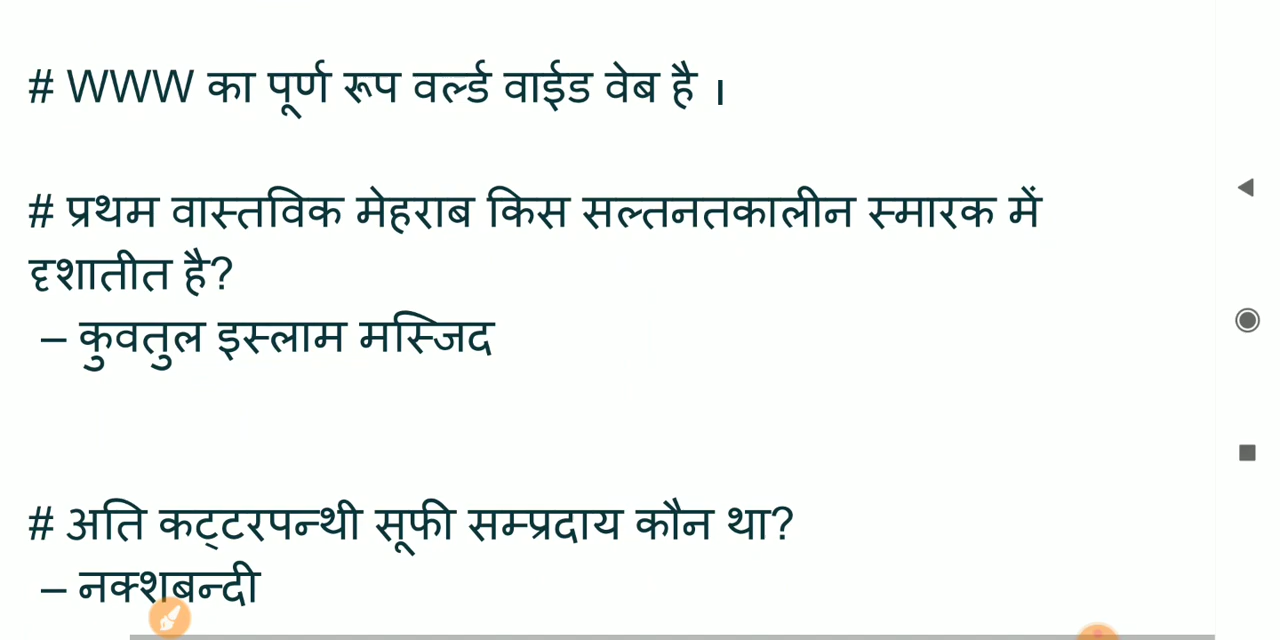 # WWW का पूर्ण रूप वर्ल्ड वाईड वेब है ।
# प्रथम वास्तविक मेहराब किस सल्तनतकालीन स्मारक में
दृशातीत है?
– कुवतुल इस्लाम मस्जिद
# अति कट्टरपन्थी सूफी सम्प्रदाय कौन था?
– नक्शबन्दी